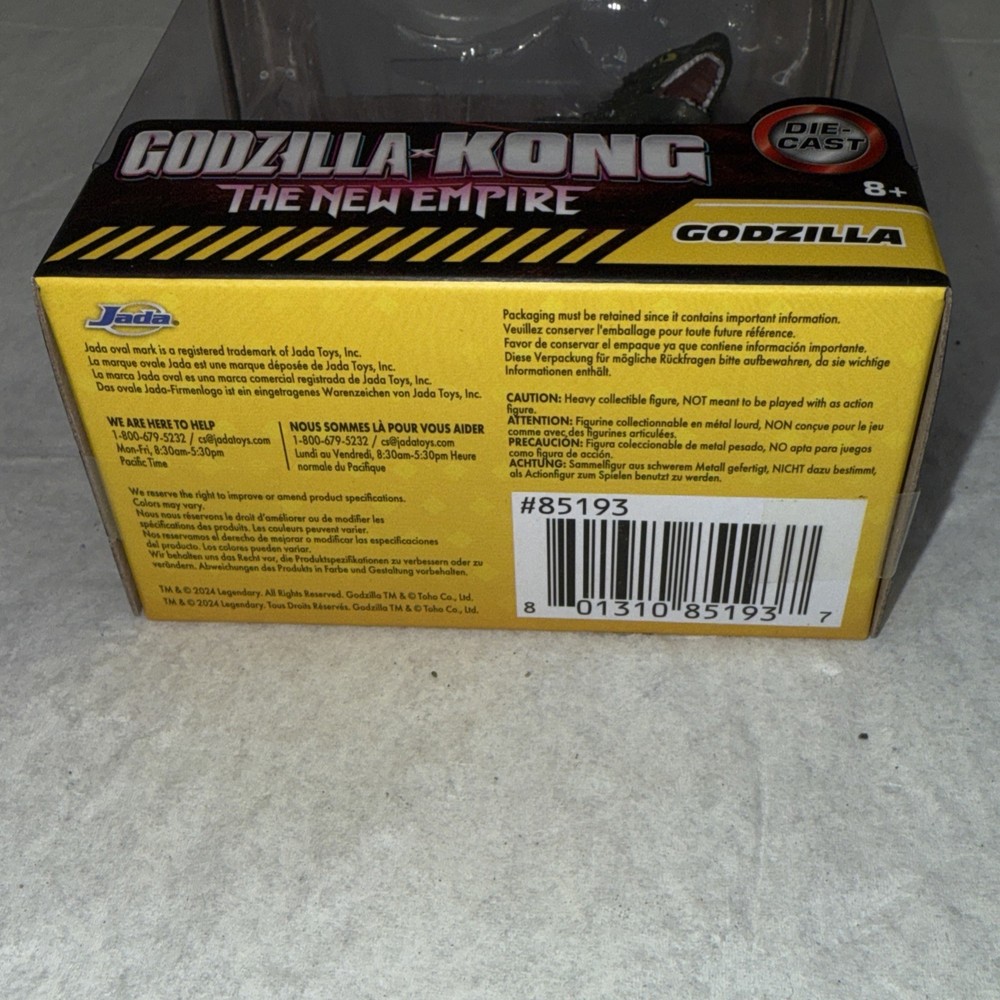 GODZILLA x KONG
THE NEW EMPIRE
DIE-
CAST
8+
GODZILLA
Jada
Jada oval mark is a registered trademark of Jada Toys, Inc.
La marque ovale Jada est une marque déposée de Jada Toys, Inc.
La marca Jada oval es una marca comercial registrada de Jada Toys, Inc.
Das ovale Jada-Firmenlogo ist ein eingetragenes Warenzeichen von Jada Toys, Inc.
WE ARE HERE TO HELP
1-800-679-5232 / cs@jadatoys.com
Mon-Fri, 8:30am-5:30pm
Pacific Time
NOUS SOMMES LÀ POUR VOUS AIDER
1-800-679-5232 / cs@jadatoys.com
Lundi au Vendredi, 8:30am-5:30pm Heure
normale du Pacifique
We reserve the right to improve or amend product specifications.
Colors may vary.
Nous nous réservons le droit d'améliorer ou de modifier les
spécifications des produits. Les couleurs peuvent varier.
Nos reservamos el derecho de mejorar o modificar las especificaciones
del producto. Los colores pueden variar.
Wir behalten uns das Recht vor, die Produktspezifikationen zu verbessern oder zu
verändern. Abweichungen des Produkts in Farbe und Gestaltung vorbehalten.
TM & © 2024 Legendary. All Rights Reserved. Godzilla TM & © Toho Co., Ltd.
TM & © 2024 Legendary. Tous Droits Réservés. Godzilla TM & © Toho Co., Ltd.
Packaging must be retained since it contains important information.
Veuillez conserver l'emballage pour toute future référence.
Favor de conservar el empaque ya que contiene información importante.
Diese Verpackung für mögliche Rückfragen bitte aufbewahren, da sie wichtige
Informationen enthält.
CAUTION: Heavy collectible figure, NOT meant to be played with as action
figure.
ATTENTION: Figurine collectionnable en métal lourd, NON conçue pour le jeu
comme avec des figurines articulées.
PRECAUCION: Figura coleccionable de metal pesado, NO apta para juegos
como figura de acción.
ACHTUNG: Sammelfigur aus schwerem Metall gefertigt, NICHT dazu bestimmt,
als Actionfigur zum Spielen benutzt zu werden.
#85193
8 01310 85193 7